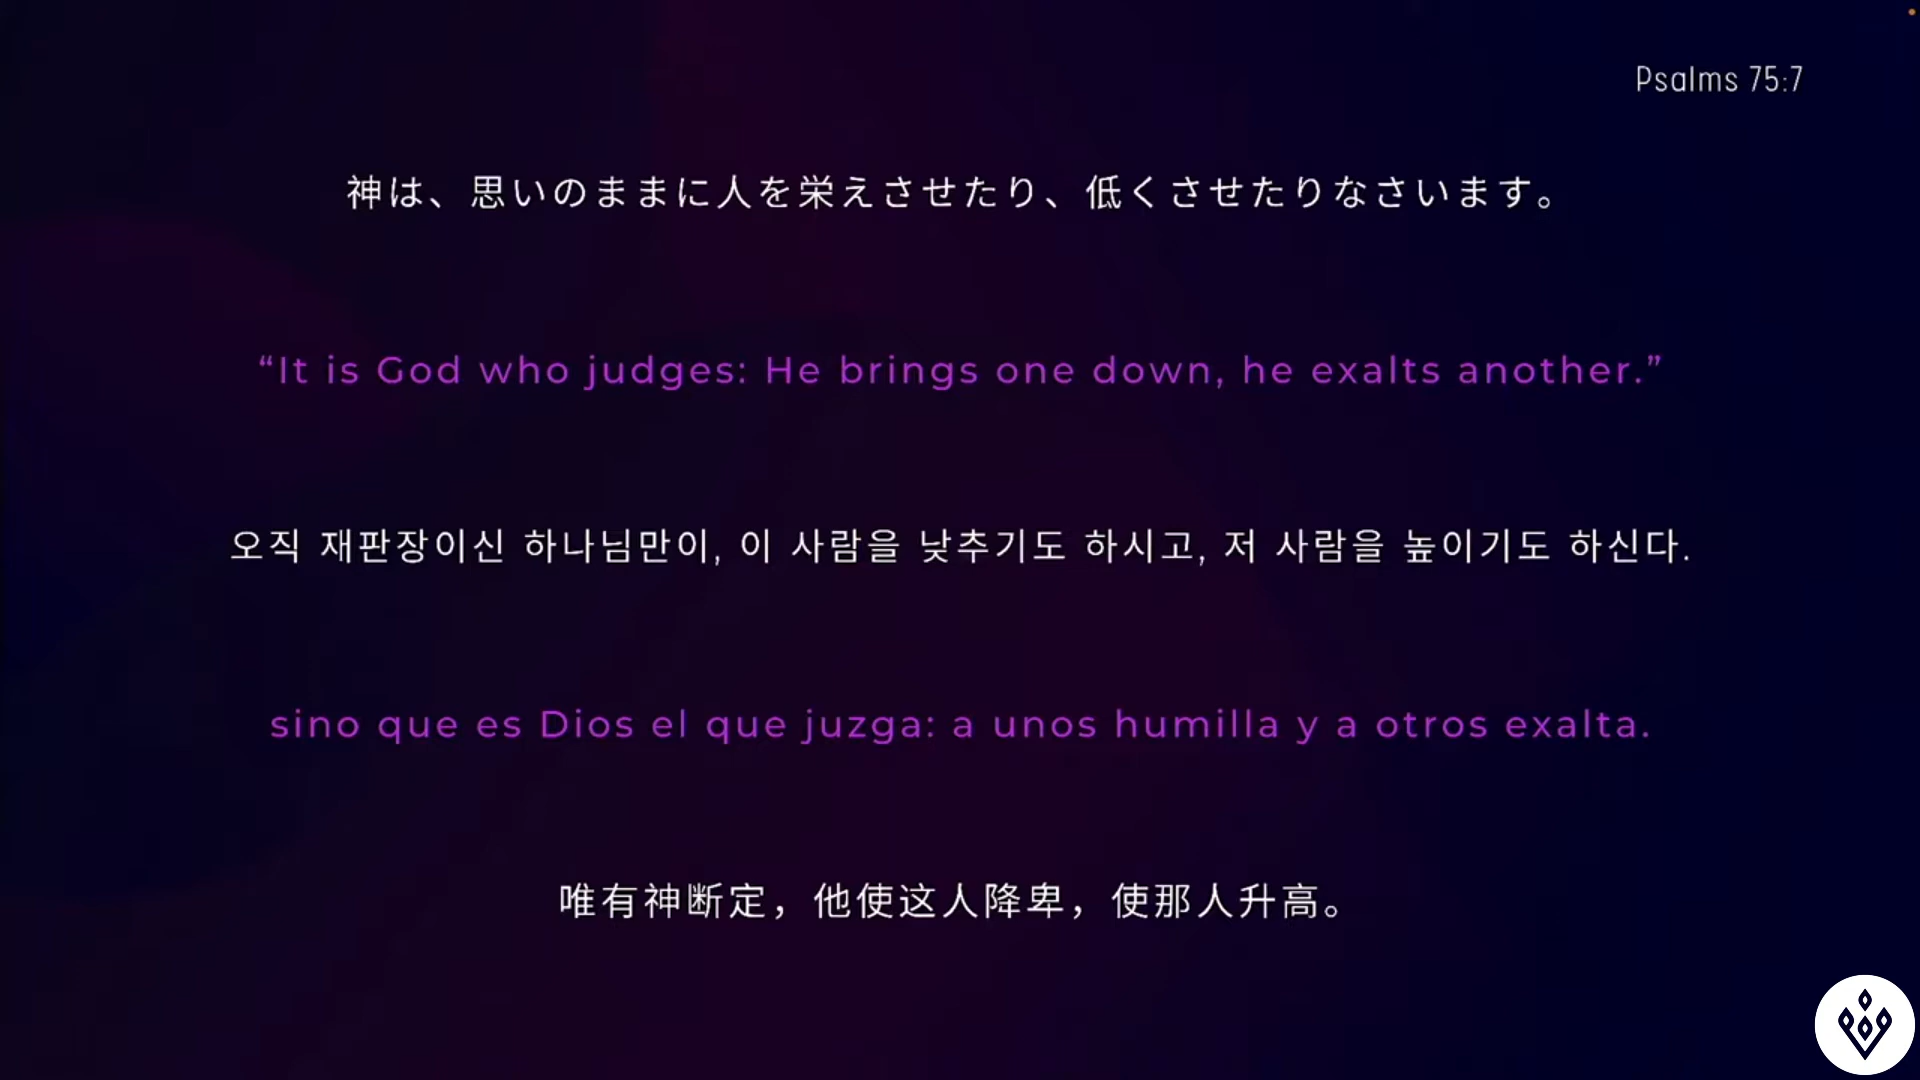 Psalms 75:7
神は、思いのままに人を栄えさせたり、低くさせたりなさいます。
“It is God who judges: He brings one down, he exalts another.”
오직 재판장이신 하나님만이, 이 사람을 낮추기도 하시고, 저 사람을 높이기도 하신다.
sino que es Dios el que juzga: a unos humilla y a otros exalta.
唯有神断定，他使这人降卑，使那人升高。